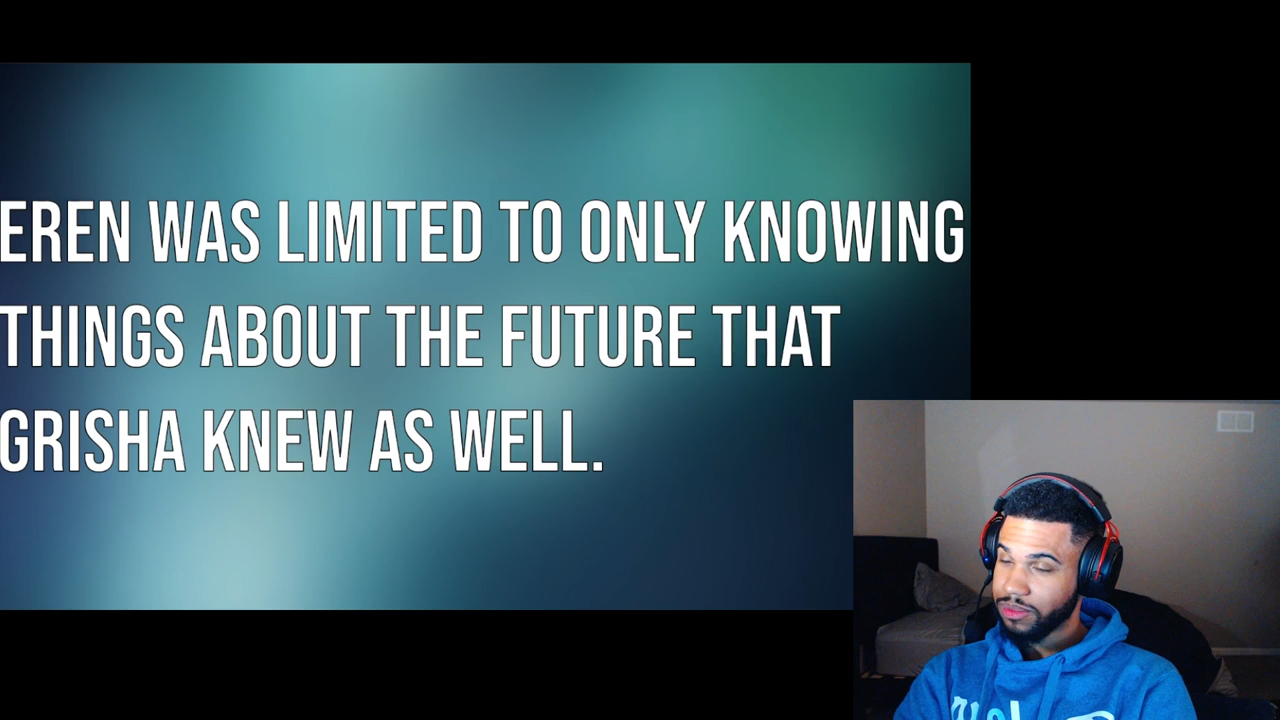 EREN WAS LIMITED TO ONLY KNOWING
THINGS ABOUT THE FUTURE THAT
GRISHA KNEW AS WELL.